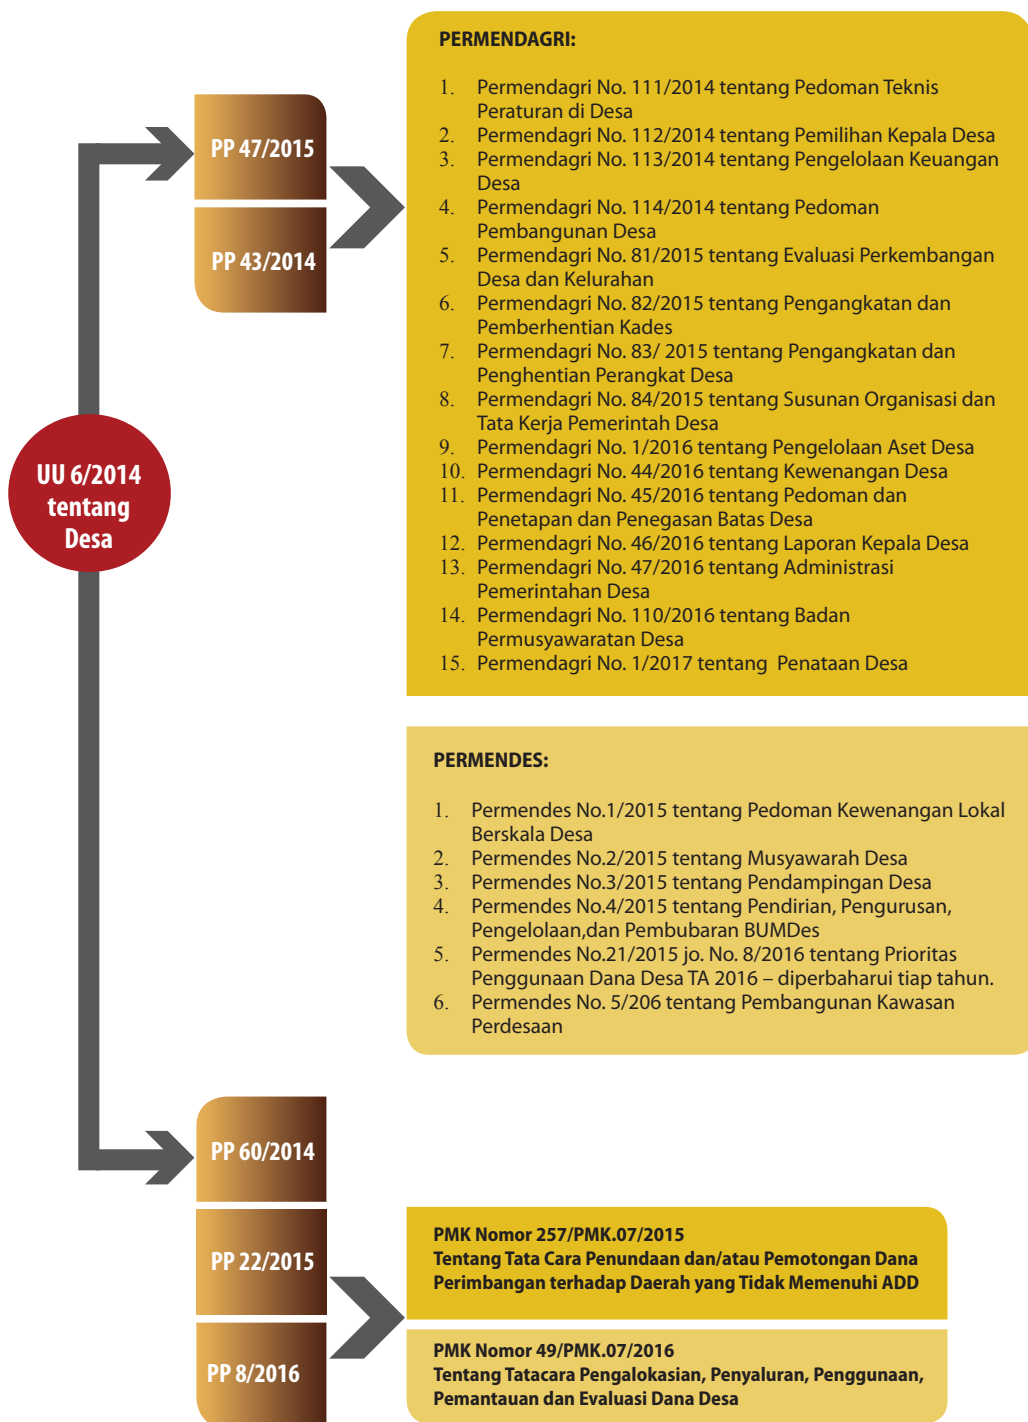 PERMENDAGRI:
1. Permendagri No. 111/2014 tentang Pedoman Teknis
Peraturan di Desa
2. Permendagri No. 112/2014 tentang Pemilihan Kepala Desa
3. Permendagri No. 113/2014 tentang Pengelolaan Keuangan
Desa
4. Permendagri No. 114/2014 tentang Pedoman
Pembangunan Desa
5. Permendagri No. 81/2015 tentang Evaluasi Perkembangan
Desa dan Kelurahan
6. Permendagri No. 82/2015 tentang Pengangkatan dan
Pemberhentian Kades
7. Permendagri No. 83/ 2015 tentang Pengangkatan dan
Penghentian Perangkat Desa
8. Permendagri No. 84/2015 tentang Susunan Organisasi dan
Tata Kerja Pemerintah Desa
9. Permendagri No. 1/2016 tentang Pengelolaan Aset Desa
10. Permendagri No. 44/2016 tentang Kewenangan Desa
11. Permendagri No. 45/2016 tentang Pedoman dan
Penetapan dan Penegasan Batas Desa
12. Permendagri No. 46/2016 tentang Laporan Kepala Desa
13. Permendagri No. 47/2016 tentang Administrasi
Pemerintahan Desa
14. Permendagri No. 110/2016 tentang Badan
Permusyawaratan Desa
15. Permendagri No. 1/2017 tentang Penataan Desa
PP 47/2015
PP 43/2014
UU 6/2014
tentang
Desa
PERMENDES:
1. Permendes No.1/2015 tentang Pedoman Kewenangan Lokal
Berskala Desa
2. Permendes No.2/2015 tentang Musyawarah Desa
3. Permendes No.3/2015 tentang Pendampingan Desa
4. Permendes No.4/2015 tentang Pendirian, Pengurusan,
Pengelolaan,dan Pembubaran BUMDes
5. Permendes No.21/2015 jo. No. 8/2016 tentang Prioritas
Penggunaan Dana Desa TA 2016 – diperbaharui tiap tahun.
6. Permendes No. 5/206 tentang Pembangunan Kawasan
Perdesaan
PP 60/2014
PP 22/2015
PP 8/2016
PMK Nomor 257/PMK.07/2015
Tentang Tata Cara Penundaan dan/atau Pemotongan Dana
Perimbangan terhadap Daerah yang Tidak Memenuhi ADD
PMK Nomor 49/PMK.07/2016
Tentang Tatacara Pengalokasian, Penyaluran, Penggunaan,
Pemantauan dan Evaluasi Dana Desa